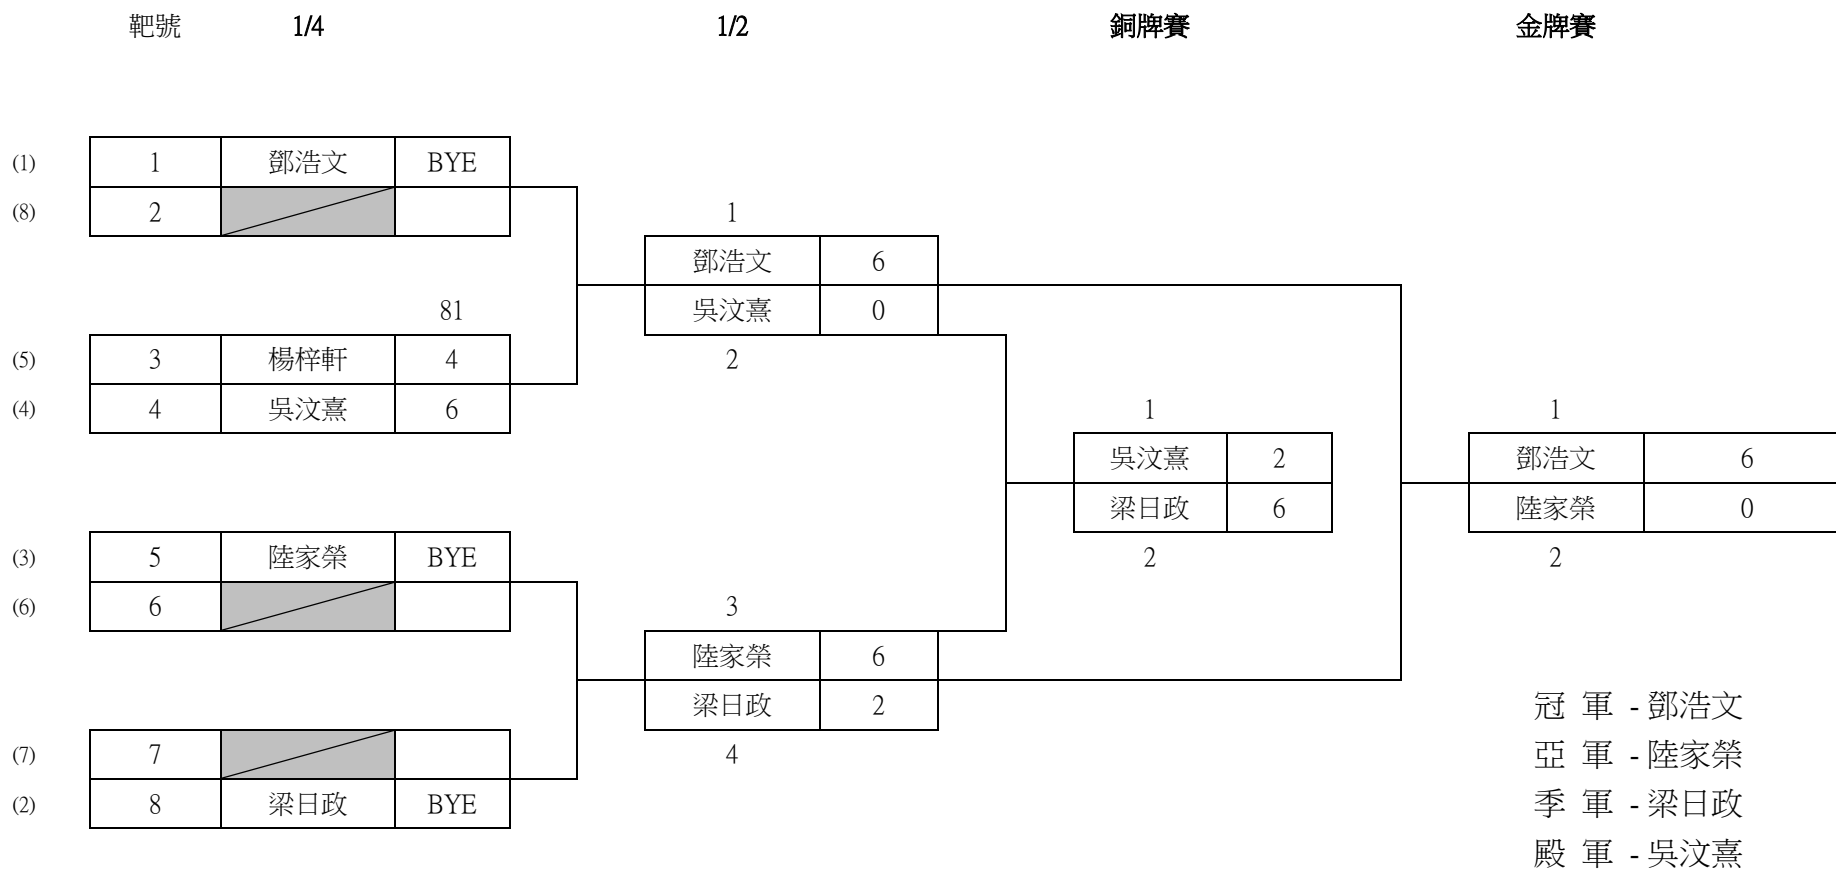 靶號 1/4 1/2 銅牌賽 金牌賽
(1) 1 鄧浩文 BYE
(8) 2 1
鄧浩文 6
81 吳汶熹 0
(5) 3 楊梓軒 4 2
(4) 4 吳汶熹 6 1 1
吳汶熹 2 鄧浩文 6
梁日政 6 陸家榮 0
(3) 5 陸家榮 BYE 2 2
(6) 6 3
陸家榮 6
梁日政 2 冠 軍 - 鄧浩文
(7) 7 4 亞 軍 - 陸家榮
(2) 8 梁日政 BYE 季 軍 - 梁日政
殿 軍 - 吳汶熹